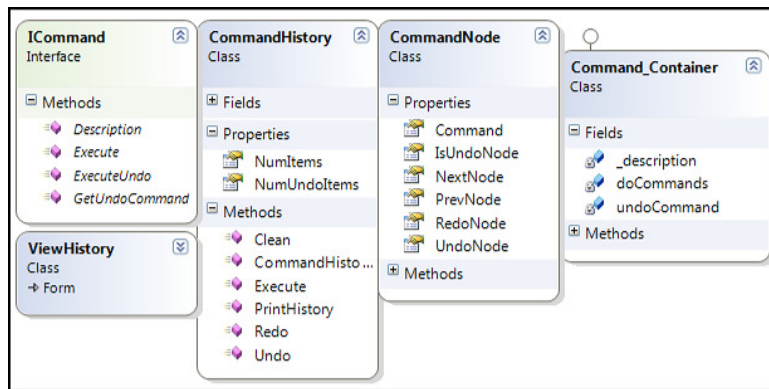 ICommand
Interface
Methods
Description
Execute
ExecuteUndo
GetUndoCommand
ViewHistory
Class
Form
CommandHistory
Class
Fields
Properties
NumItems
NumUndoItems
Methods
Clean
CommandHisto...
Execute
PrintHistory
Redo
Undo
CommandNode
Class
Properties
Command
IsUndoNode
NextNode
PrevNode
RedoNode
UndoNode
Methods
Command_Container
Class
Fields
_description
doCommands
undoCommand
Methods